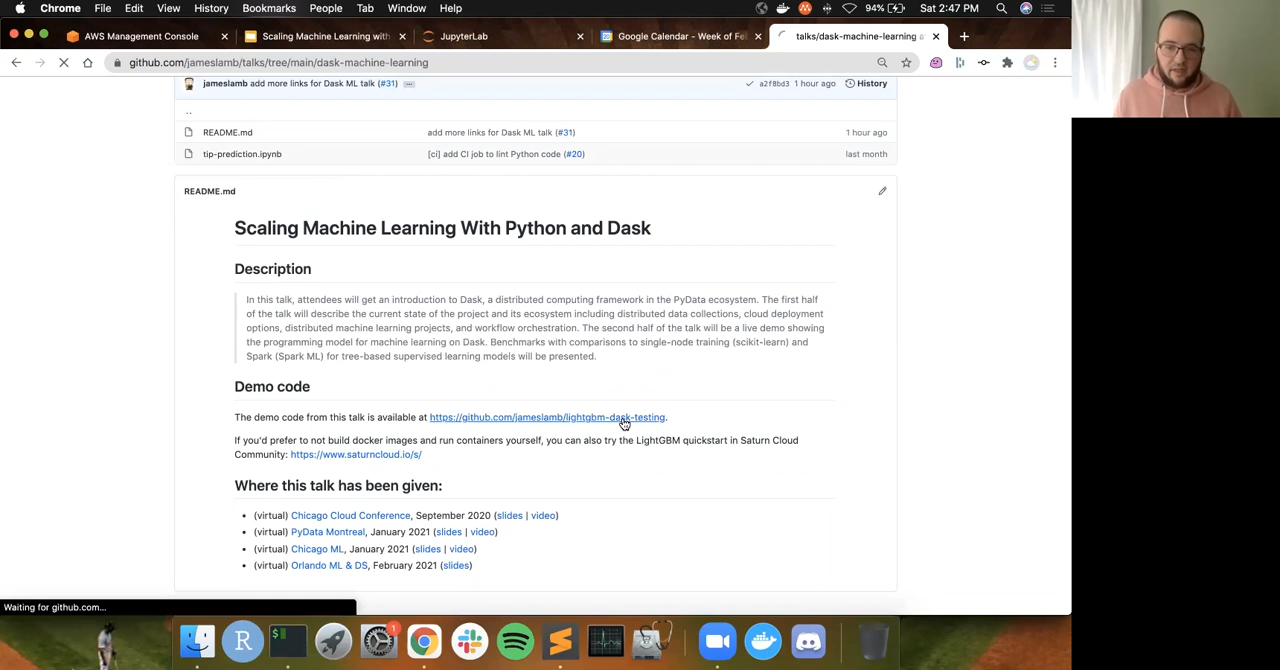 Chrome File Edit View History Bookmarks People Tab Window Help 94% Sat 2:47 PM
AWS Management Console Scaling Machine Learning with JupyterLab Google Calendar - Week of Fe talks/dask-machine-learning a
github.com/jameslamb/talks/tree/main/dask-machine-learning
jameslamb add more links for Dask ML talk (#31) a2f8bd3 1 hour ago History
..
README.md add more links for Dask ML talk (#31) 1 hour ago
tip-prediction.ipynb [ci] add CI job to lint Python code (#20) last month
README.md
Scaling Machine Learning With Python and Dask
Description
In this talk, attendees will get an introduction to Dask, a distributed computing framework in the PyData ecosystem. The first half
of the talk will describe the current state of the project and its ecosystem including distributed data collections, cloud deployment
options, distributed machine learning projects, and workflow orchestration. The second half of the talk will be a live demo showing
the programming model for machine learning on Dask. Benchmarks with comparisons to single-node training (scikit-learn) and
Spark (Spark ML) for tree-based supervised learning models will be presented.
Demo code
The demo code from this talk is available at https://github.com/jameslamb/lightgbm-dask-testing.
If you'd prefer to not build docker images and run containers yourself, you can also try the LightGBM quickstart in Saturn Cloud
Community: https://www.saturncloud.io/s/
Where this talk has been given:
(virtual) Chicago Cloud Conference, September 2020 (slides | video)
(virtual) PyData Montreal, January 2021 (slides | video)
(virtual) Chicago ML, January 2021 (slides | video)
(virtual) Orlando ML & DS, February 2021 (slides)
Waiting for github.com...
R $ 1